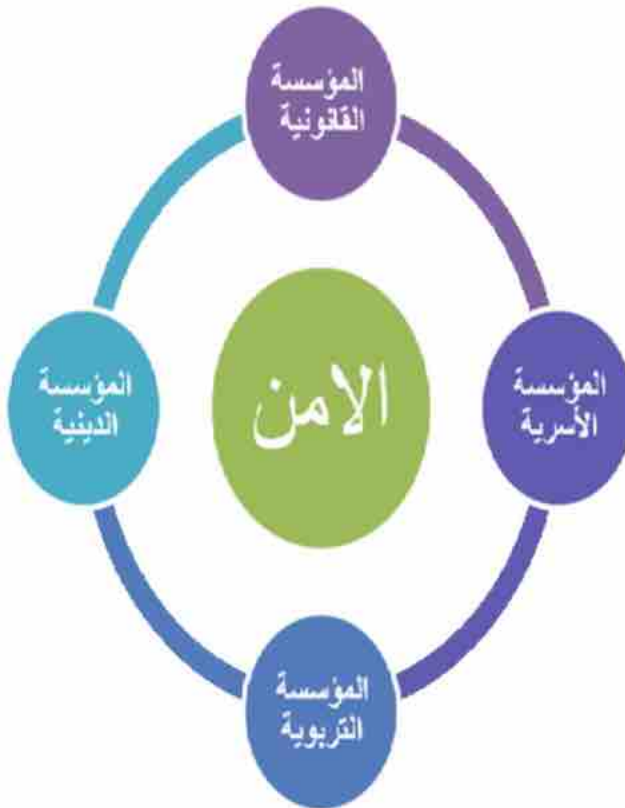 المؤسسة
القانونية
المؤسسة
الأسرية
الامن
المؤسسة
الدينية
المؤسسة
التربوية